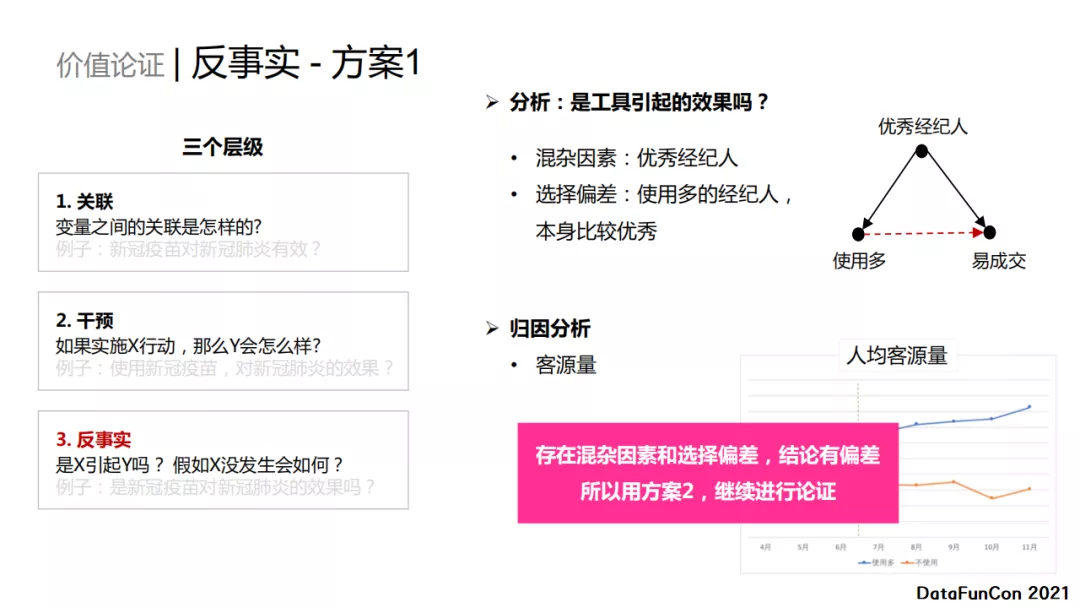 价值论证 | 反事实 - 方案1
三个层级
1. 关联
变量之间的关联是怎样的?
例子：新冠疫苗对新冠肺炎有效？
2. 干预
如果实施X行动，那么Y会怎么样?
例子：使用新冠疫苗，对新冠肺炎的效果？
3. 反事实
是X引起Y吗？ 假如X没发生会如何？
例子：是新冠疫苗对新冠肺炎的效果吗？
➢ 分析：是工具引起的效果吗？
• 混杂因素：优秀经纪人
• 选择偏差：使用多的经纪人，
本身比较优秀
优秀经纪人
使用多
易成交
➢ 归因分析
• 客源量
人均客源量
存在混杂因素和选择偏差，结论有偏差
所以用方案2，继续进行论证
4月 5月 6月 7月 8月 9月 10月 11月
使用多 不使用
DataFunCon 2021